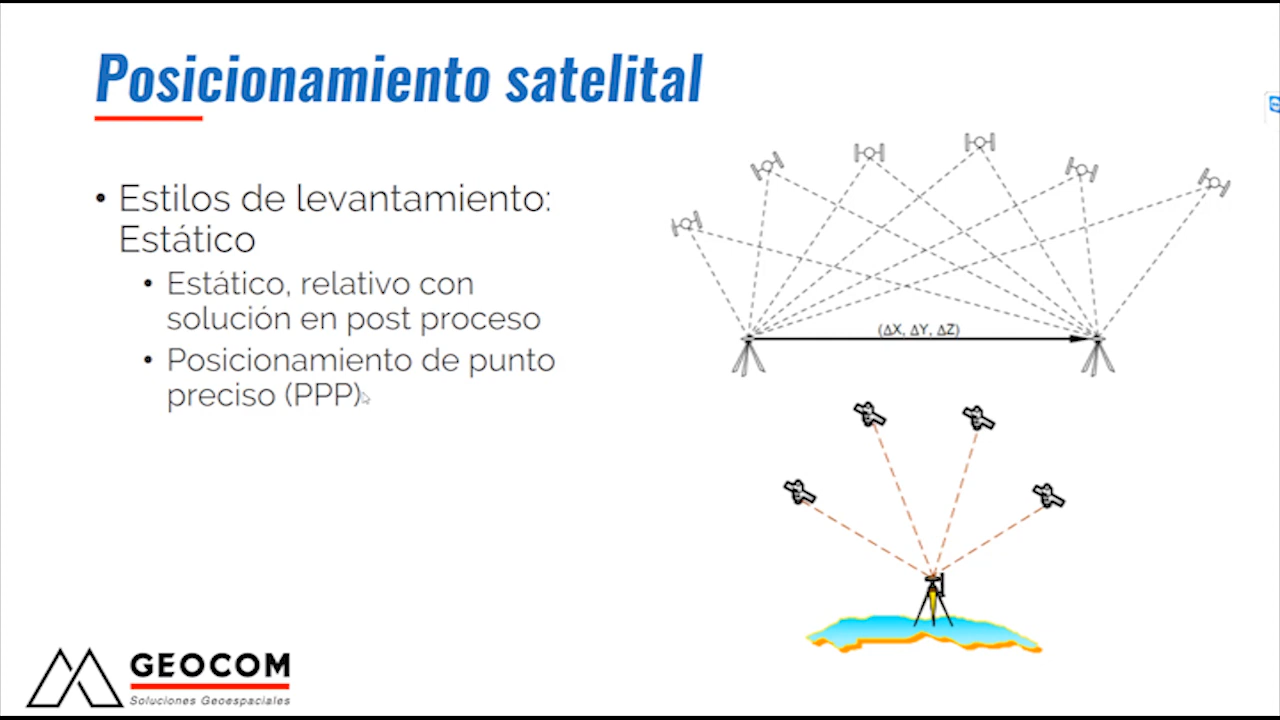 Posicionamiento satelital
• Estilos de levantamiento:
Estático
• Estático, relativo con
solución en post proceso
• Posicionamiento de punto
preciso (PPP)
(ΔX, ΔY, ΔZ)
GEOCOM
Soluciones Geoespaciales